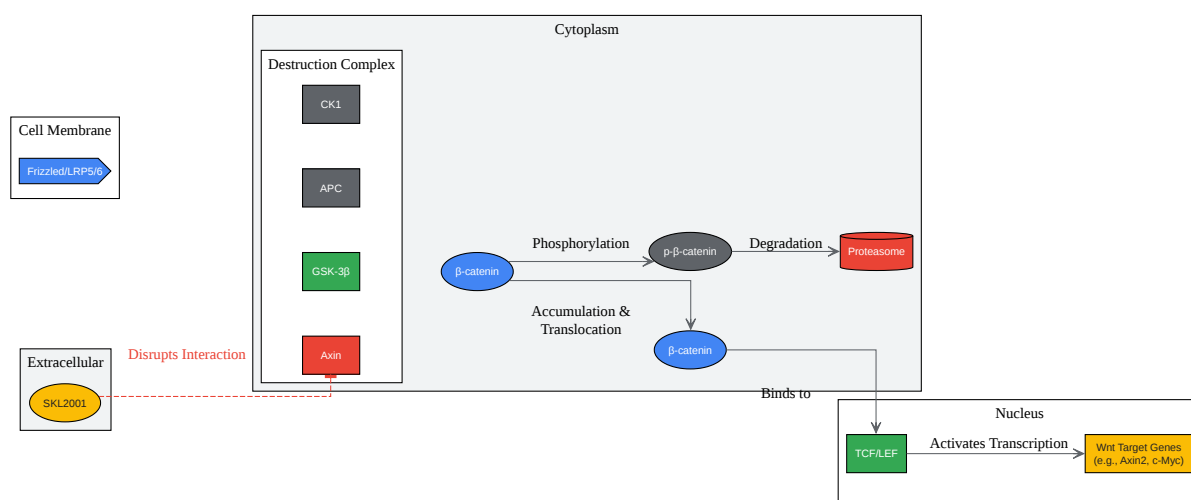 Cytoplasm
Destruction Complex
CK1
Cell Membrane
Frizzled/LRP5/6
APC
Phosphorylation
p-β-catenin
Degradation
Proteasome
GSK-3β
β-catenin
Accumulation &
Translocation
Extracellular
Disrupts Interaction
Axin
β-catenin
SKL2001
Binds to
Nucleus
TCF/LEF
Activates Transcription
Wnt Target Genes
(e.g., Axin2, c-Myc)